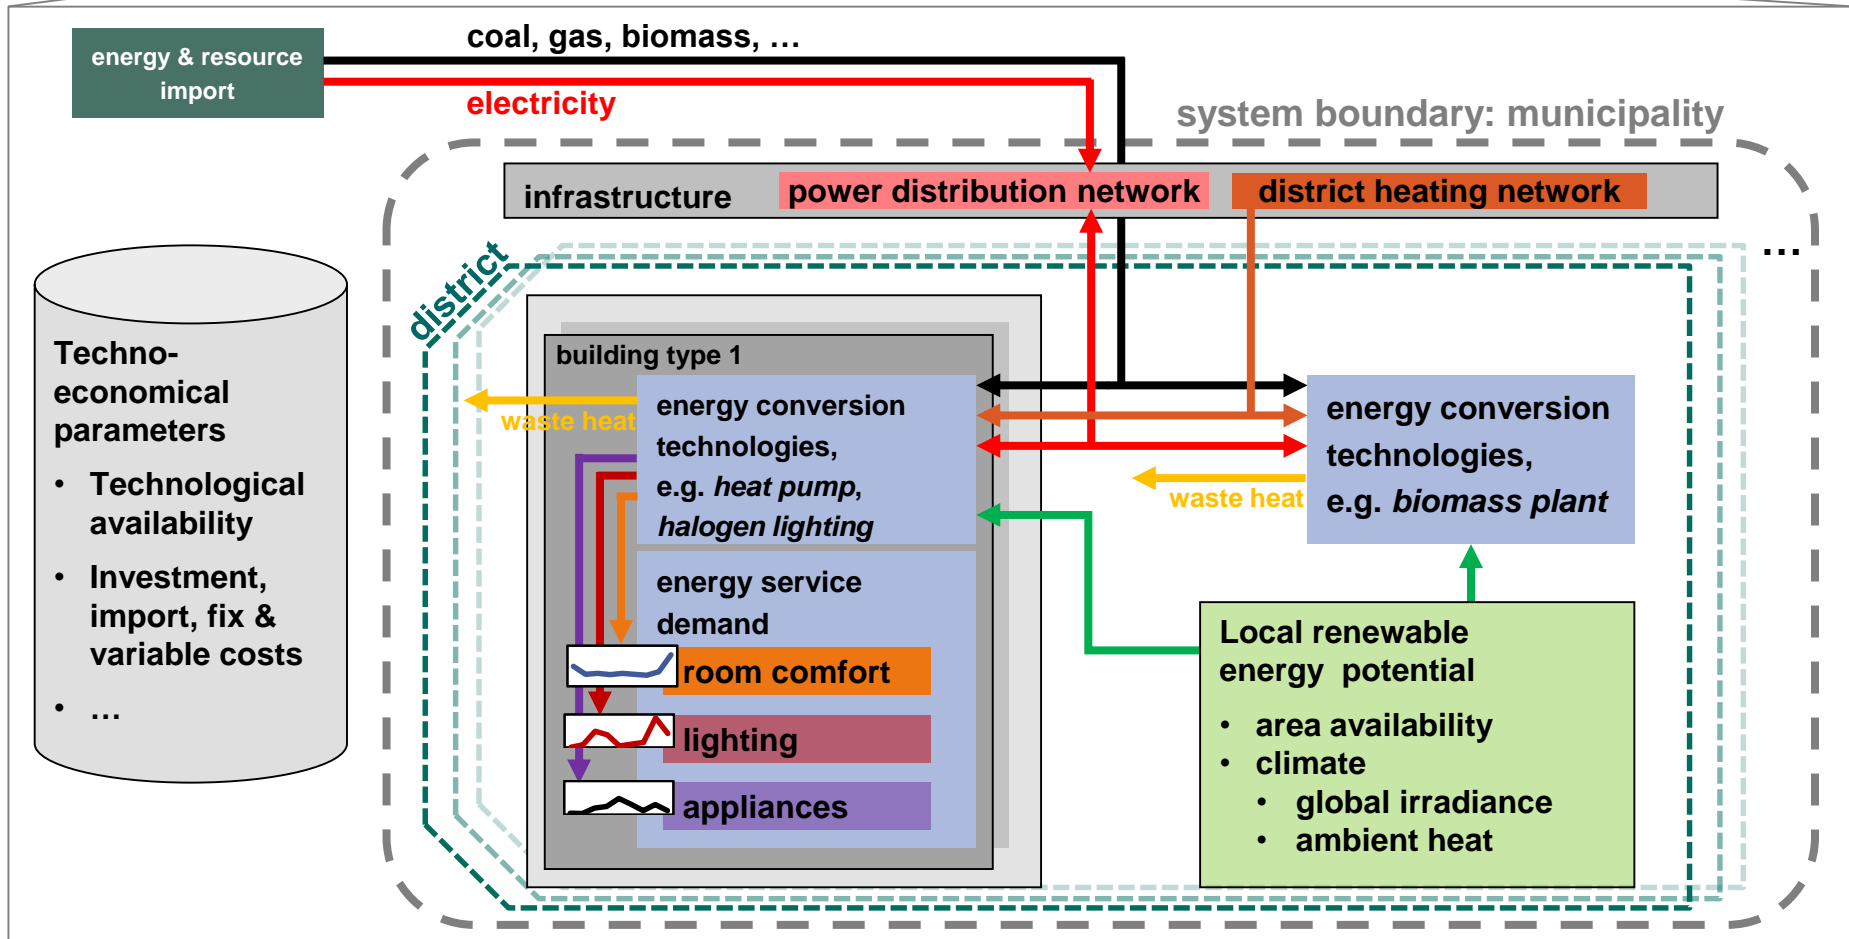 energy & resource
import
coal, gas, biomass, …
electricity
system boundary: municipality
infrastructure
power distribution network
district heating network
...
district
Techno-
economical
parameters
• Technological
availability
• Investment,
import, fix &
variable costs
• …
building type 1
waste heat
energy conversion
technologies,
e.g. heat pump,
halogen lighting
energy service
demand
room comfort
lighting
appliances
energy conversion
technologies,
e.g. biomass plant
waste heat
Local renewable
energy potential
• area availability
• climate
• global irradiance
• ambient heat